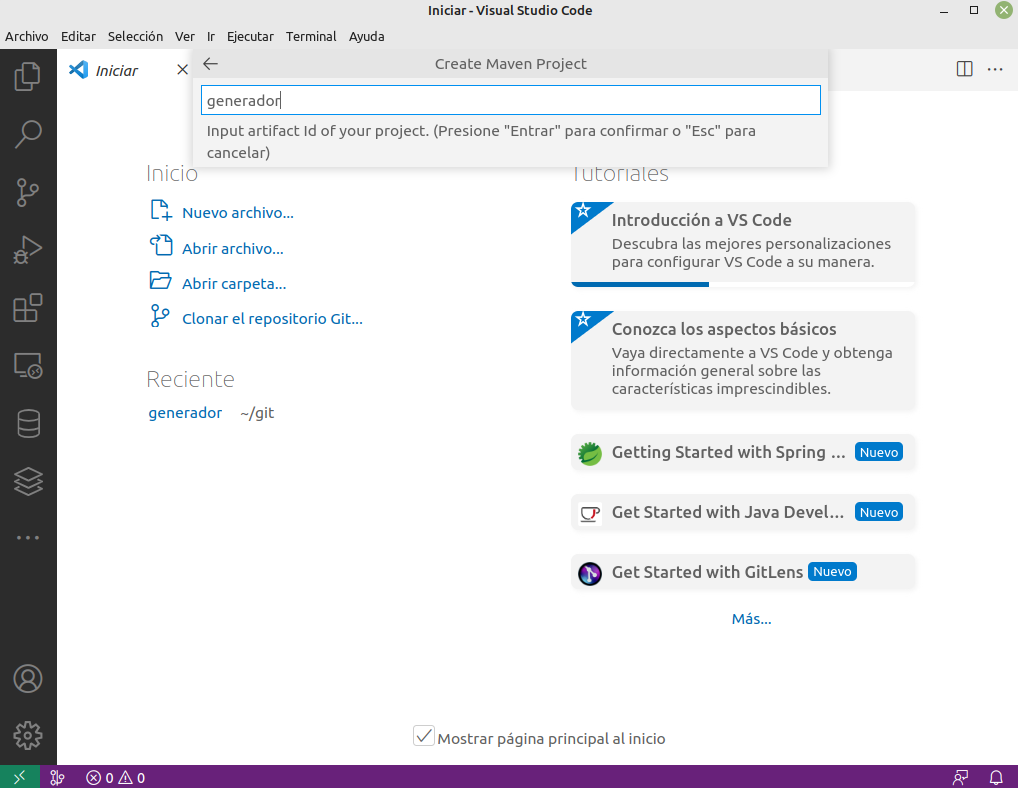 Iniciar - Visual Studio Code
Archivo Editar Selección Ver Ir Ejecutar Terminal Ayuda
Iniciar
Create Maven Project
generador
Input artifact Id of your project. (Presione "Entrar" para confirmar o "Esc" para
cancelar)
Inicio
Nuevo archivo...
Abrir archivo...
Abrir carpeta...
Clonar el repositorio Git...
Reciente
generador ~/git
Tutoriales
Introducción a VS Code
Descubra las mejores personalizaciones
para configurar VS Code a su manera.
Conozca los aspectos básicos
Vaya directamente a VS Code y obtenga
información general sobre las
características imprescindibles.
Getting Started with Spring ... Nuevo
Get Started with Java Devel... Nuevo
Get Started with GitLens Nuevo
Más...
Mostrar página principal al inicio
0 0